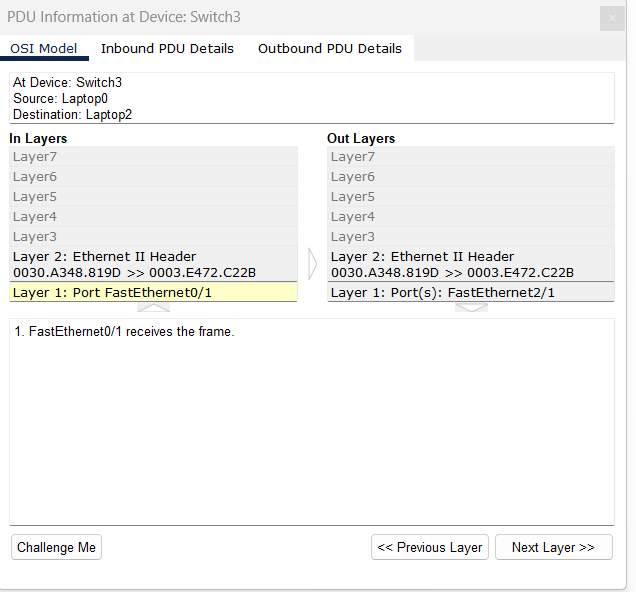 PDU Information at Device: Switch3
OSI Model Inbound PDU Details Outbound PDU Details
At Device: Switch3
Source: Laptop0
Destination: Laptop2
In Layers
Layer7
Layer6
Layer5
Layer4
Layer3
Layer 2: Ethernet II Header
0030.A348.819D >> 0003.E472.C22B
Layer 1: Port FastEthernet0/1
Out Layers
Layer7
Layer6
Layer5
Layer4
Layer3
Layer 2: Ethernet II Header
0030.A348.819D >> 0003.E472.C22B
Layer 1: Port(s): FastEthernet2/1
1. FastEthernet0/1 receives the frame.
Challenge Me << Previous Layer Next Layer >>